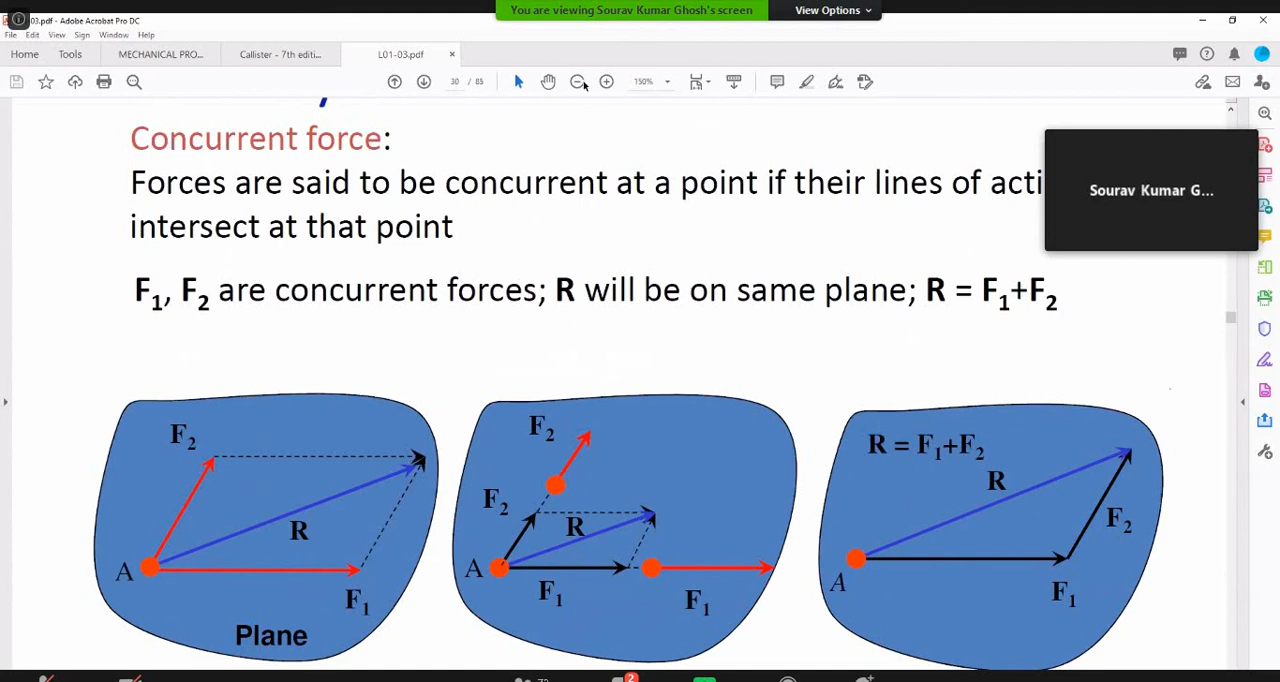 You are viewing Sourav Kumar Ghosh's screen
View Options
03.pdf - Adobe Acrobat Pro DC
File Edit View Sign Window Help
Home Tools MECHANICAL PRO... Callister - 7th editi... L01-03.pdf ×
30 / 85 150%
Concurrent force:
Forces are said to be concurrent at a point if their lines of acti
intersect at that point
Sourav Kumar G...
F₁, F₂ are concurrent forces; R will be on same plane; R = F₁+F₂
F₂
R
A
F₁
Plane
F₂
F₂
R
A
F₁
F₁
R = F₁+F₂
R
F₂
A
F₁
2